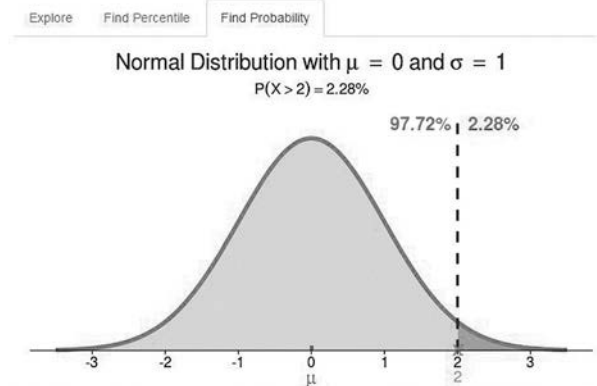 Explore Find Percentile Find Probability
Normal Distribution with μ = 0 and σ = 1
P(X > 2) = 2.28%
97.72% 2.28%
-3 -2 -1 0 1 2 3
μ 2